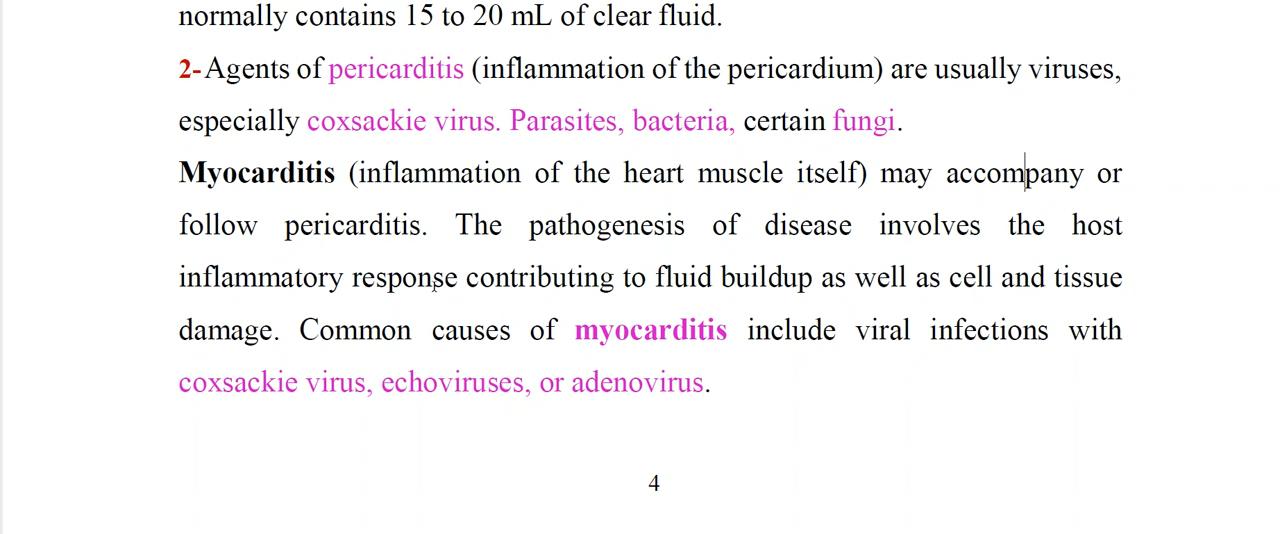 normally contains 15 to 20 mL of clear fluid.
2-Agents of pericarditis (inflammation of the pericardium) are usually viruses,
especially coxsackie virus. Parasites, bacteria, certain fungi.
Myocarditis (inflammation of the heart muscle itself) may accompany or
follow pericarditis. The pathogenesis of disease involves the host
inflammatory response contributing to fluid buildup as well as cell and tissue
damage. Common causes of myocarditis include viral infections with
coxsackie virus, echoviruses, or adenovirus.
4